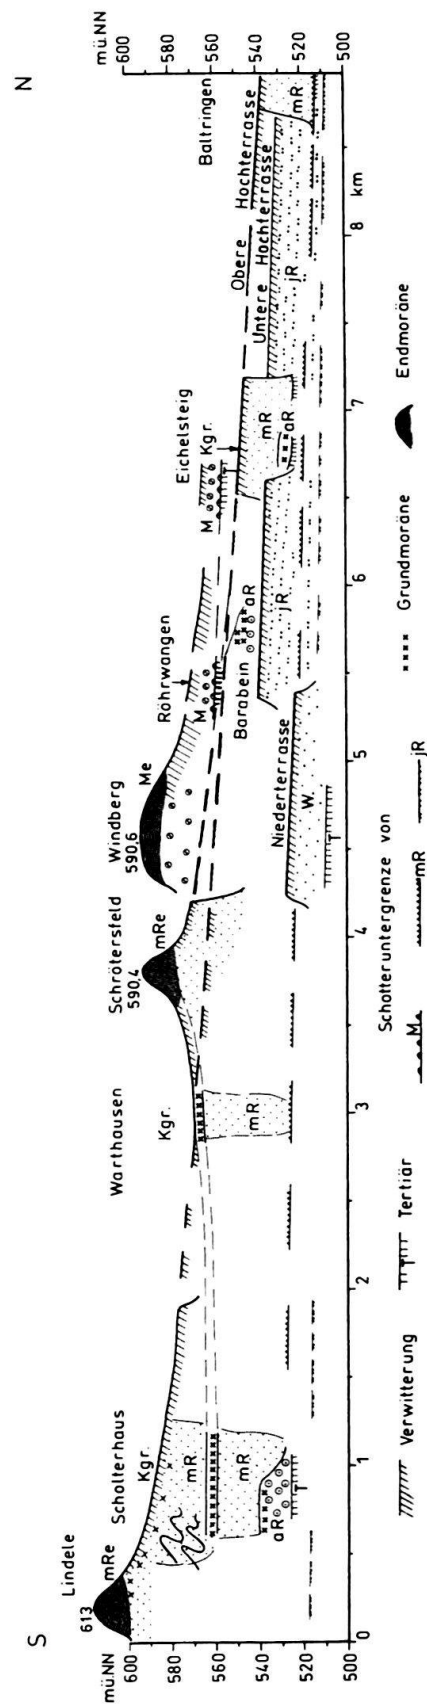 S
N
mü.NN
600
580
560
540
520
500
mü.NN
600
580
560
540
520
500
Lindele
613
mRe
Scholterhaus
Kgr.
mR
mR
aR
T
Warthausen
Kgr.
mR
Schrötersfeld
590,4
mRe
Windberg
590,6
Me
Röhrwangen
M
Barabein
aR
Niederterrasse
W
T
jR
Eichelsteig
Kgr.
M
mR
aR
Obere Hochterrasse
Untere Hochterrasse
jR
Baltringen
mR
0
1
2
3
4
5
6
7
8
km
Schotteruntergrenze von
Verwitterung
T
Tertiär
M
mR
jR
Grundmoräne
Endmoräne